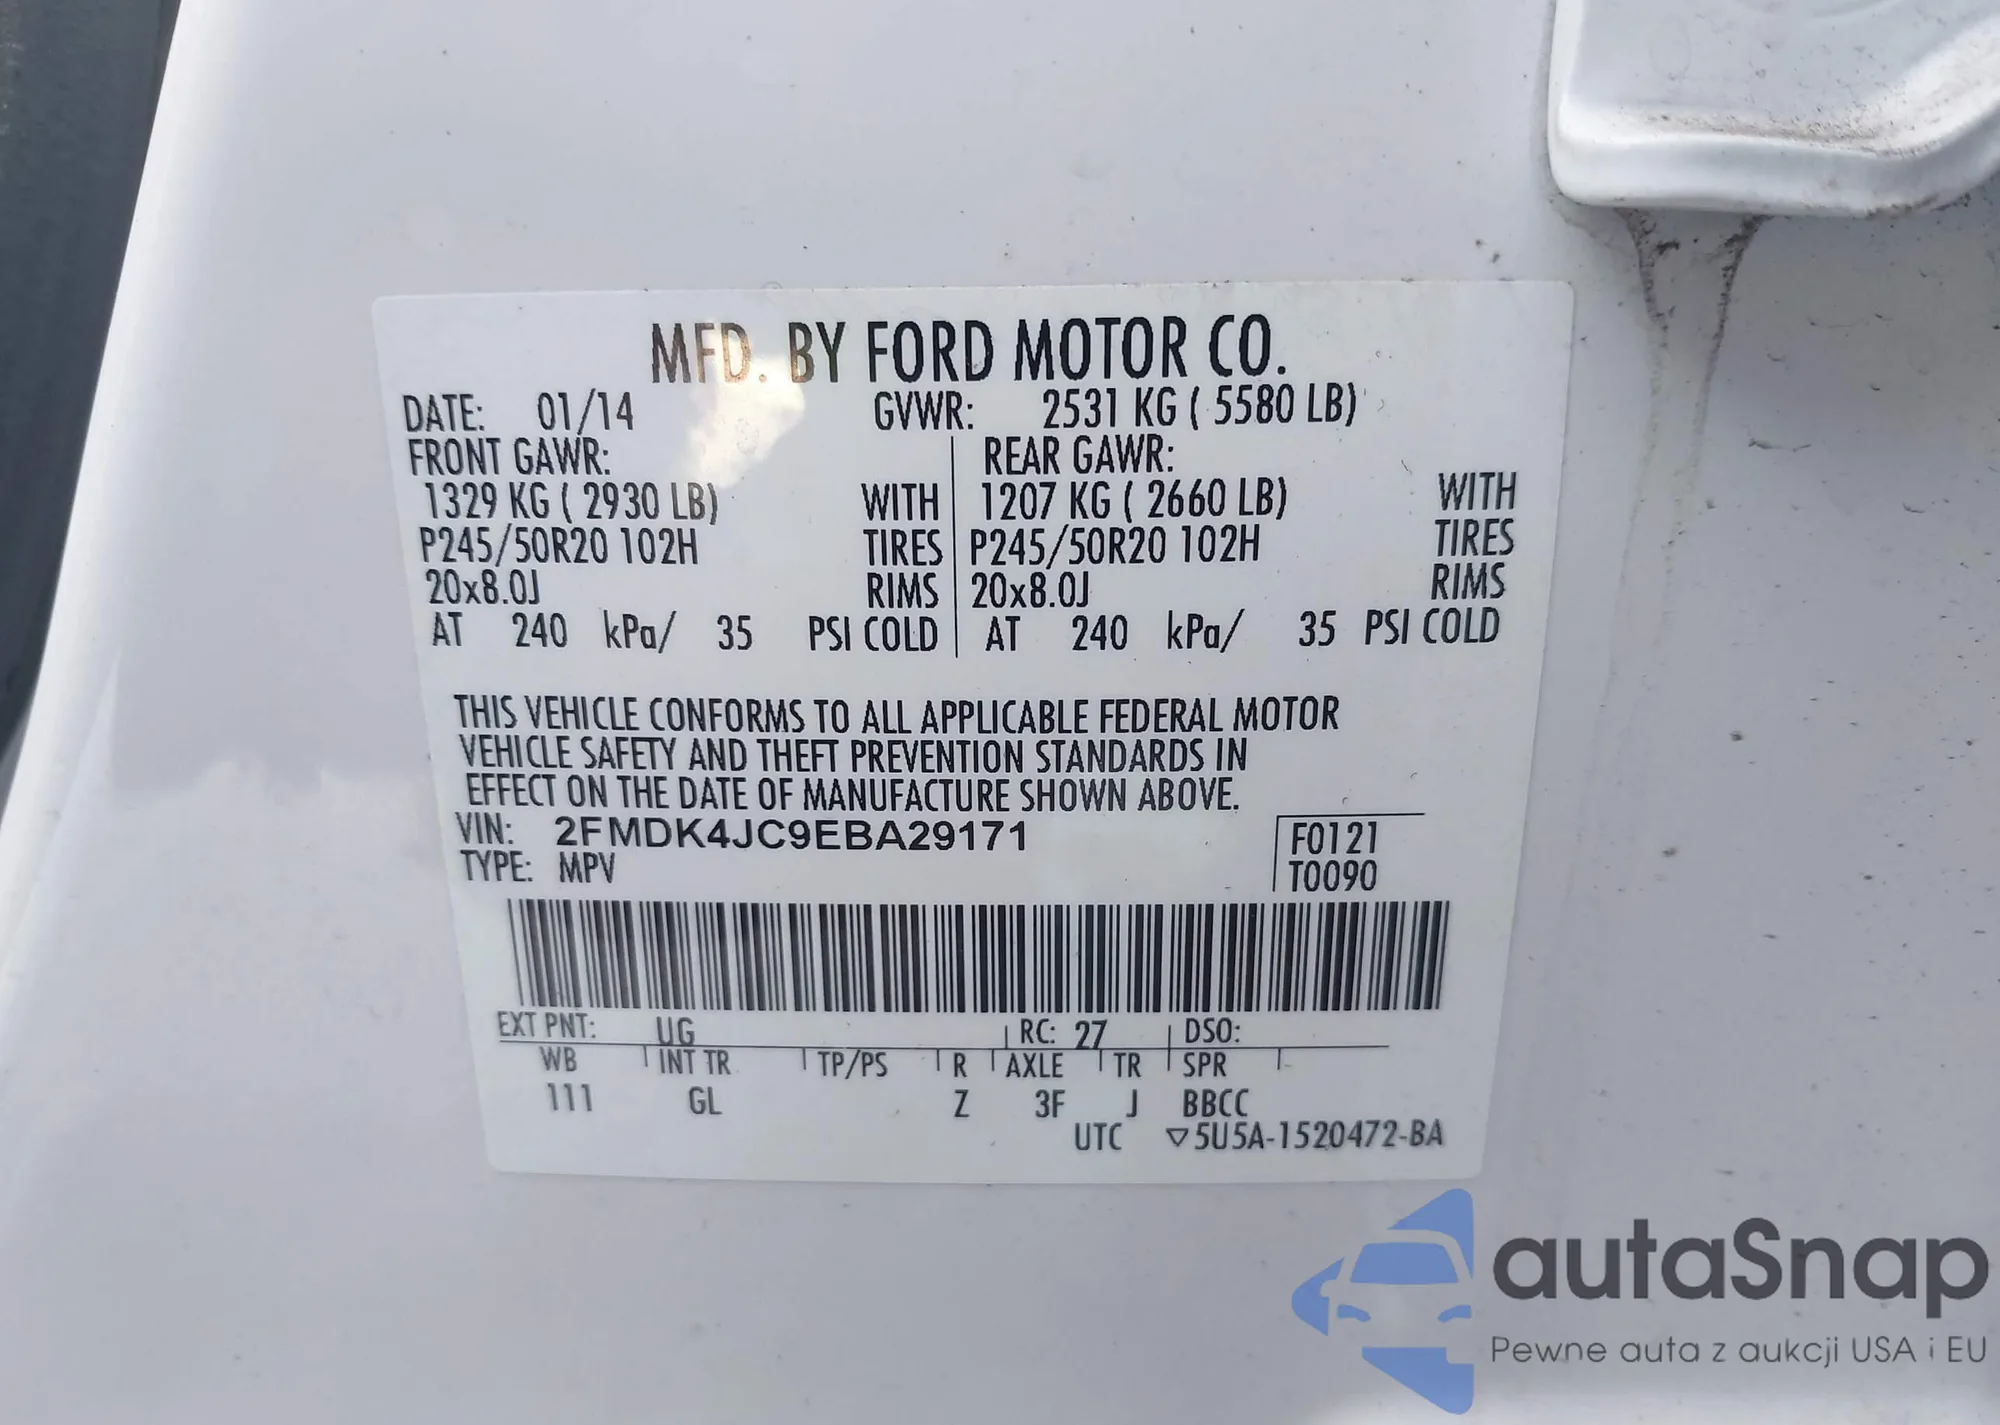 MFD. BY FORD MOTOR CO.
DATE: 01/14 GVWR: 2531 KG ( 5580 LB)
FRONT GAWR: REAR GAWR:
1329 KG ( 2930 LB) WITH 1207 KG ( 2660 LB) WITH
P245/50R20 102H TIRES P245/50R20 102H TIRES
20x8.0J RIMS 20x8.0J RIMS
AT 240 kPa/ 35 PSI COLD AT 240 kPa/ 35 PSI COLD
THIS VEHICLE CONFORMS TO ALL APPLICABLE FEDERAL MOTOR
VEHICLE SAFETY AND THEFT PREVENTION STANDARDS IN
EFFECT ON THE DATE OF MANUFACTURE SHOWN ABOVE.
VIN: 2FMDK4JC9EBA29171 F0121
TYPE: MPV T0090
EXT PNT: UG RC: 27 DSO:
WB INT TR TP/PS R AXLE TR SPR
111 GL Z 3F J BBCC
UTC ▽5U5A-1520472-BA
autaSnap
Pewne auta z aukcji USA i EU